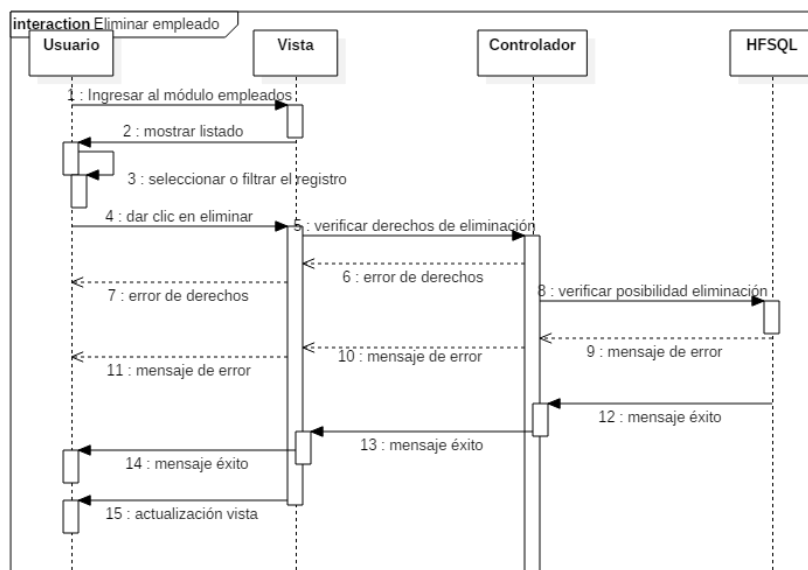 interaction Eliminar empleado
Usuario
Vista
Controlador
HFSQL
1 : Ingresar al módulo empleados
2 : mostrar listado
3 : seleccionar o filtrar el registro
4 : dar clic en eliminar
5 : verificar derechos de eliminación
6 : error de derechos
7 : error de derechos
8 : verificar posibilidad eliminación
9 : mensaje de error
10 : mensaje de error
11 : mensaje de error
12 : mensaje éxito
13 : mensaje éxito
14 : mensaje éxito
15 : actualización vista